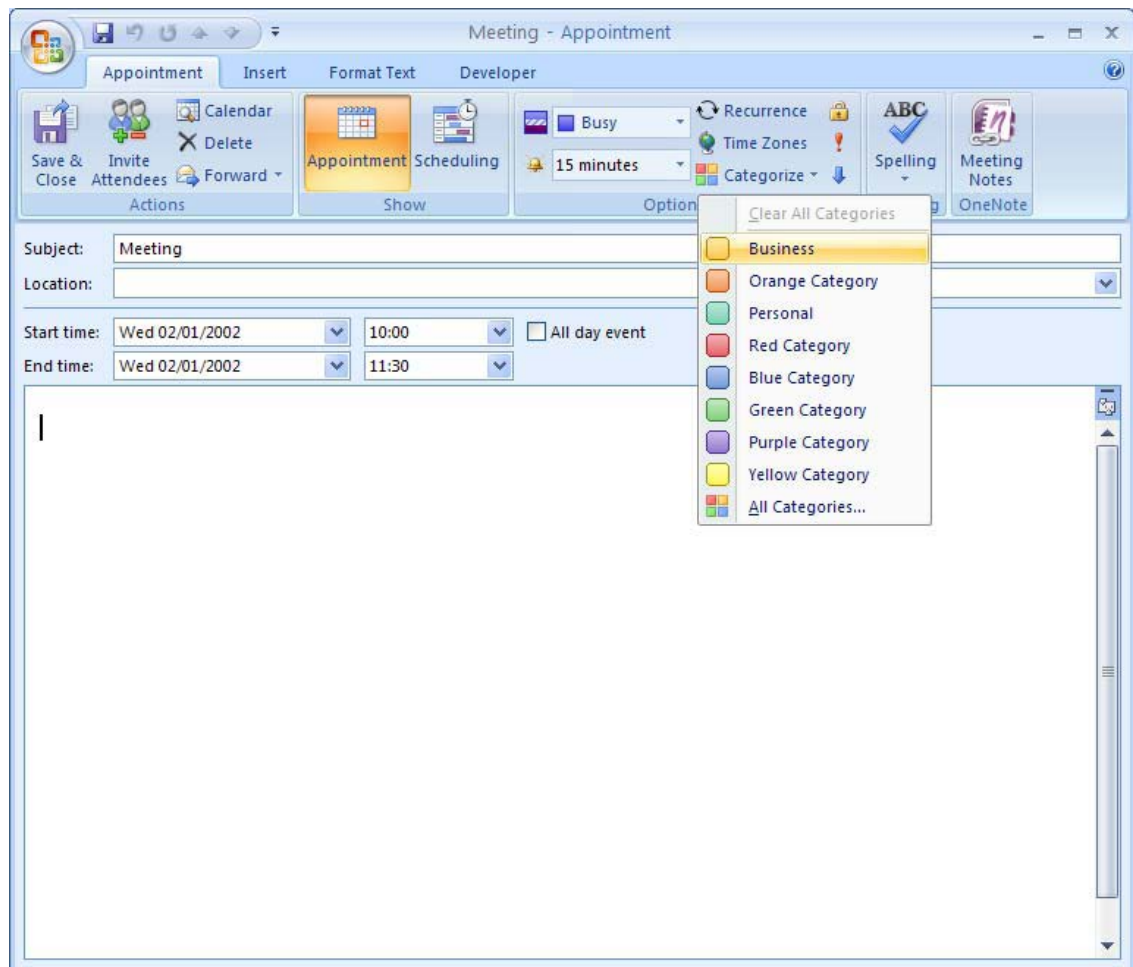 Meeting - Appointment
Appointment Insert Format Text Developer
Save & Close
Invite Attendees
Calendar
Delete
Forward
Actions
Appointment
Scheduling
Show
Busy
15 minutes
Recurrence
Time Zones
Categorize
Option
ABC
Spelling
g
Meeting Notes
OneNote
Clear All Categories
Business
Orange Category
Personal
Red Category
Blue Category
Green Category
Purple Category
Yellow Category
All Categories...
Subject: Meeting
Location:
Start time: Wed 02/01/2002 10:00 All day event
End time: Wed 02/01/2002 11:30